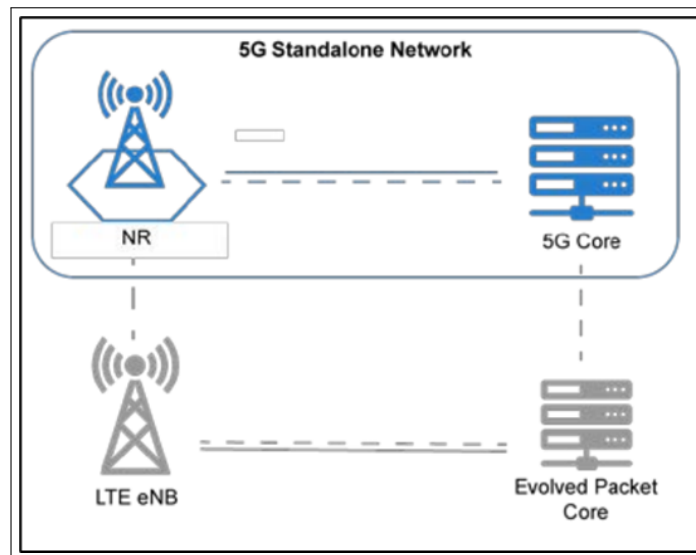 5G Standalone Network
NR
5G Core
LTE eNB
Evolved Packet
Core